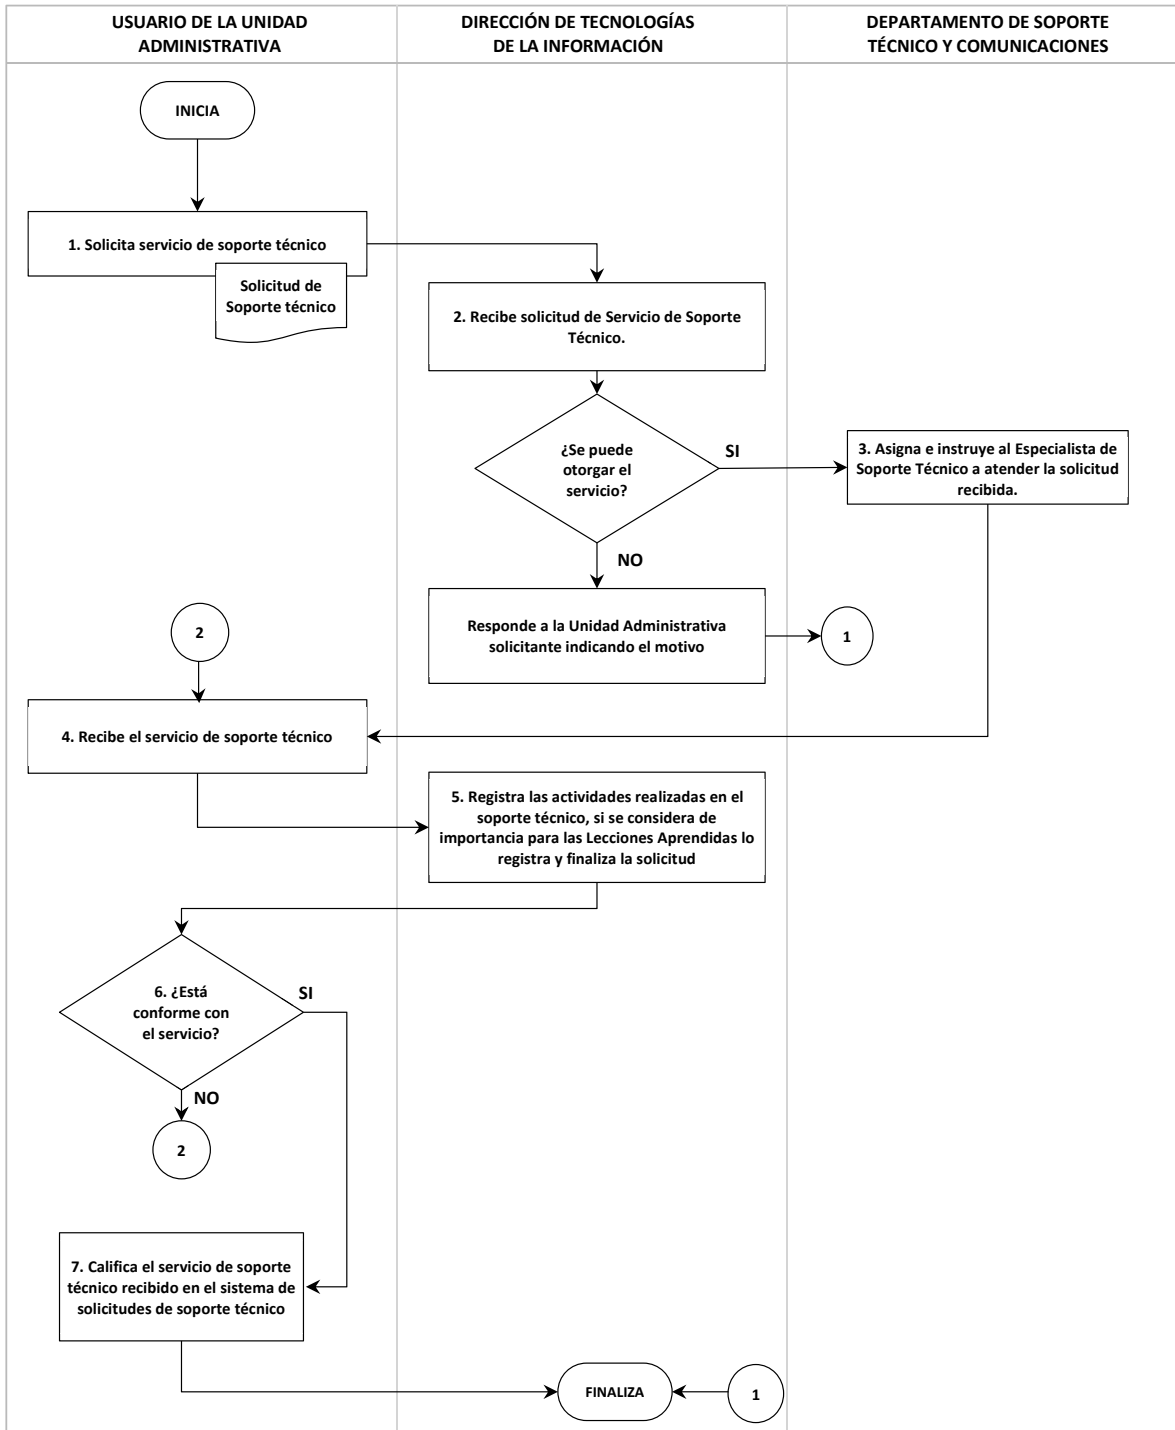 USUARIO DE LA UNIDAD
ADMINISTRATIVA
DIRECCIÓN DE TECNOLOGÍAS
DE LA INFORMACIÓN
DEPARTAMENTO DE SOPORTE
TÉCNICO Y COMUNICACIONES
INICIA
1. Solicita servicio de soporte técnico
Solicitud de
Soporte técnico
2. Recibe solicitud de Servicio de Soporte
Técnico.
¿Se puede
otorgar el
servicio?
SI
3. Asigna e instruye al Especialista de
Soporte Técnico a atender la solicitud
recibida.
NO
Responde a la Unidad Administrativa
solicitante indicando el motivo
1
2
4. Recibe el servicio de soporte técnico
5. Registra las actividades realizadas en el
soporte técnico, si se considera de
importancia para las Lecciones Aprendidas lo
registra y finaliza la solicitud
6. ¿Está
conforme con
el servicio?
SI
NO
2
7. Califica el servicio de soporte
técnico recibido en el sistema de
solicitudes de soporte técnico
FINALIZA
1